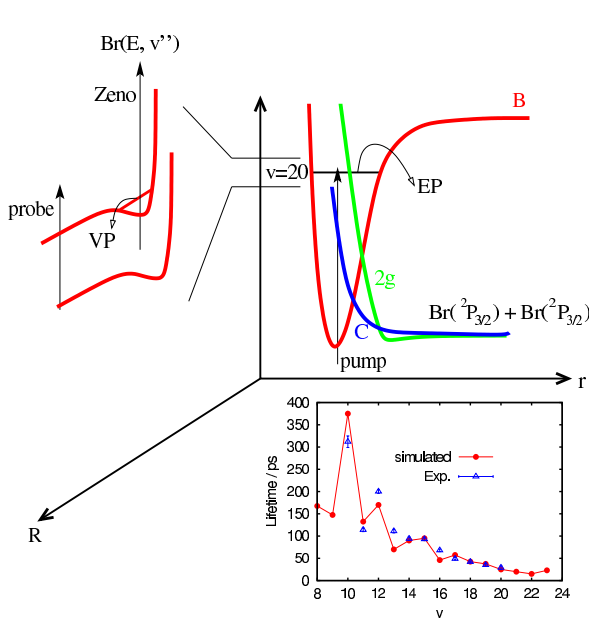 Br(E, v’’)
Zeno
B
v=20
EP
probe
VP
2g
Br( ²P₃/₂) + Br(²P₃/₂)
C
pump
r
R
400
350
300
250
200
150
100
50
0
Lifetime / ps
simulated
Exp.
8 10 12 14 16 18 20 22 24
v